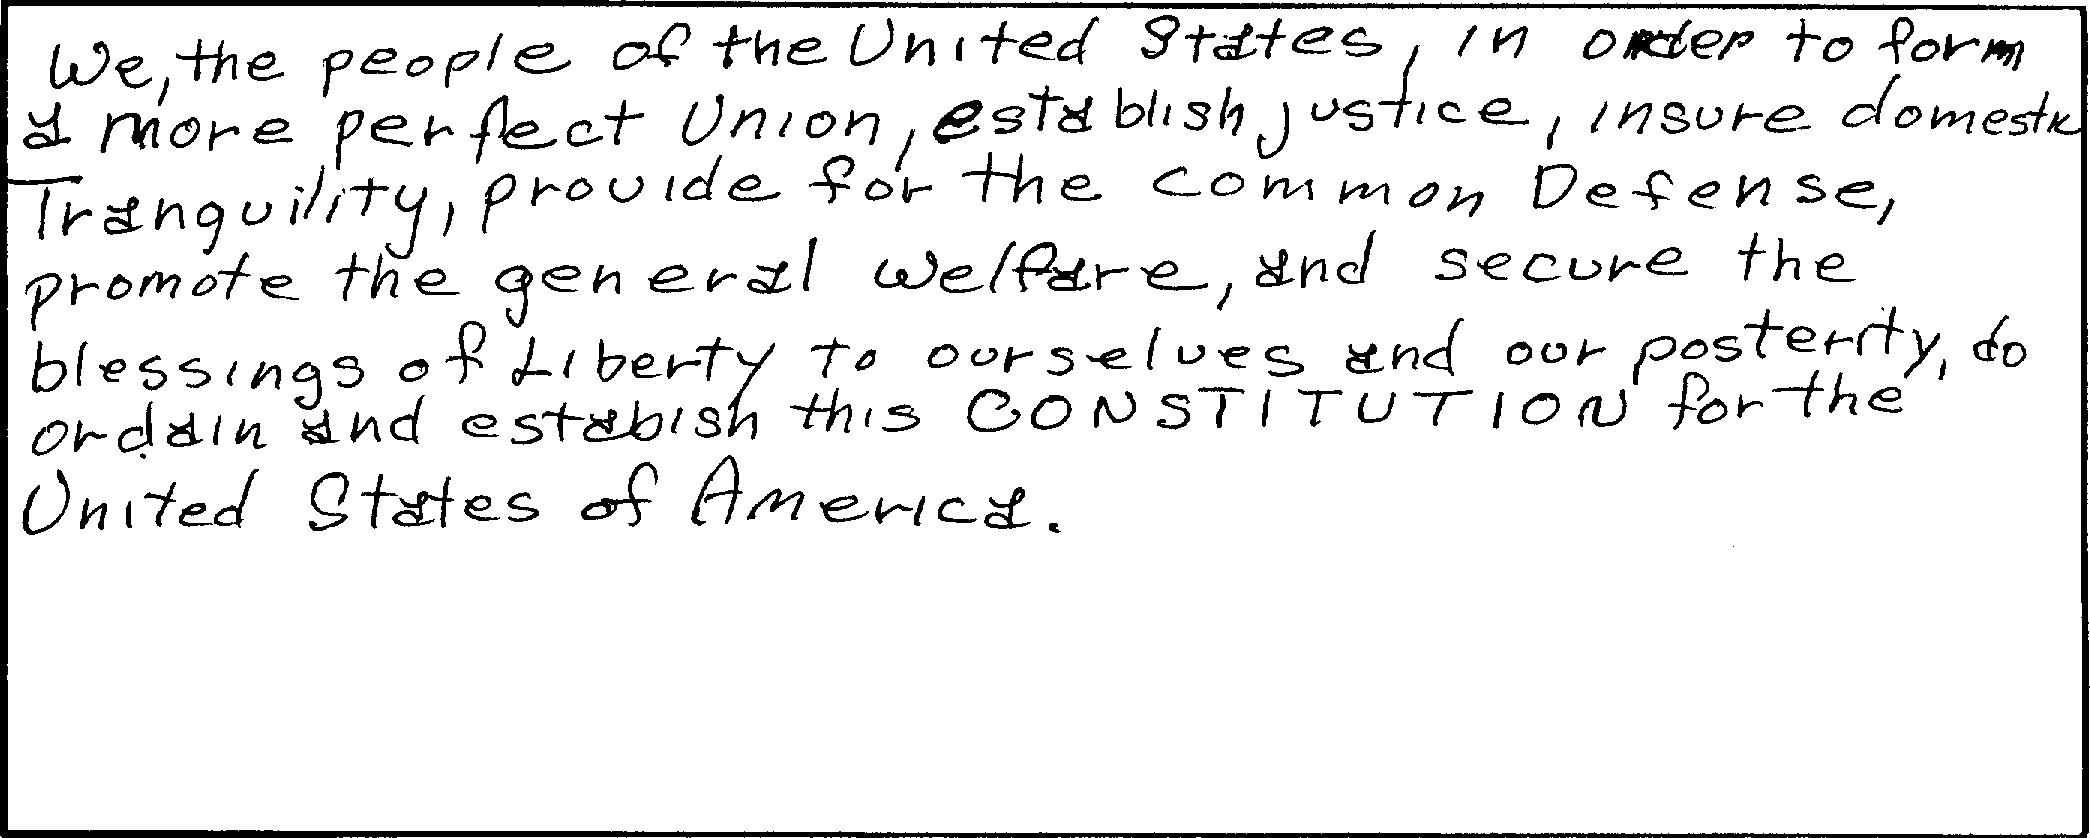 We, the people of the United States, in order to form
a more perfect Union, establish justice, insure domestic
Tranquility, provide for the common Defense,
promote the general welfare, and secure the
blessings of Liberty to ourselves and our posterity, do
ordain and estabish this CONSTITUTION for the
United States of America.